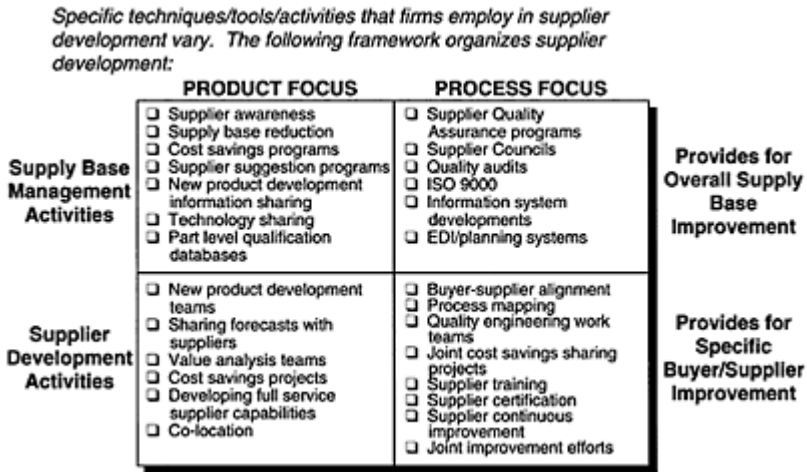 Specific techniques/tools/activities that firms employ in supplier
development vary. The following framework organizes supplier
development:
PRODUCT FOCUS
PROCESS FOCUS
Supply Base
Management
Activities
❑ Supplier awareness
❑ Supply base reduction
❑ Cost savings programs
❑ Supplier suggestion programs
❑ New product development
information sharing
❑ Technology sharing
❑ Part level qualification
databases
❑ Supplier Quality
Assurance programs
❑ Supplier Councils
❑ Quality audits
❑ ISO 9000
❑ Information system
developments
❑ EDI/planning systems
Provides for
Overall Supply
Base
Improvement
Supplier
Development
Activities
❑ New product development
teams
❑ Sharing forecasts with
suppliers
❑ Value analysis teams
❑ Cost savings projects
❑ Developing full service
supplier capabilities
❑ Co-location
❑ Buyer-supplier alignment
❑ Process mapping
❑ Quality engineering work
teams
❑ Joint cost savings sharing
projects
❑ Supplier training
❑ Supplier certification
❑ Supplier continuous
improvement
❑ Joint improvement efforts
Provides for
Specific
Buyer/Supplier
Improvement